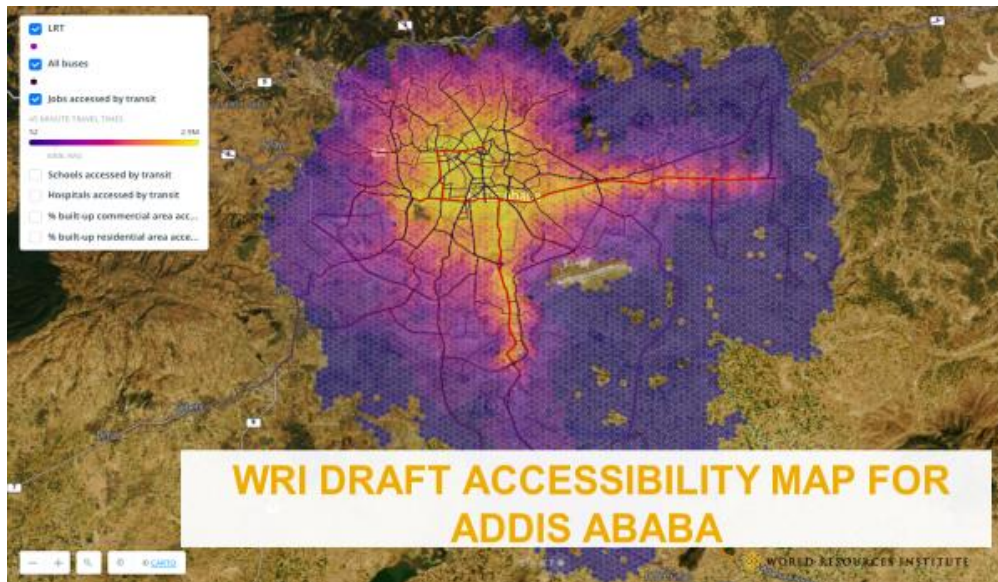 LRT
All buses
Jobs accessed by transit
45 MINUTE TRAVEL TIMES
52
Schools accessed by transit
Hospitals accessed by transit
% built-up commercial area acc...
% built-up residential area acce...
WRI DRAFT ACCESSIBILITY MAP FOR
ADDIS ABABA
© CARTO
WORLD RESOURCES INSTITUTE